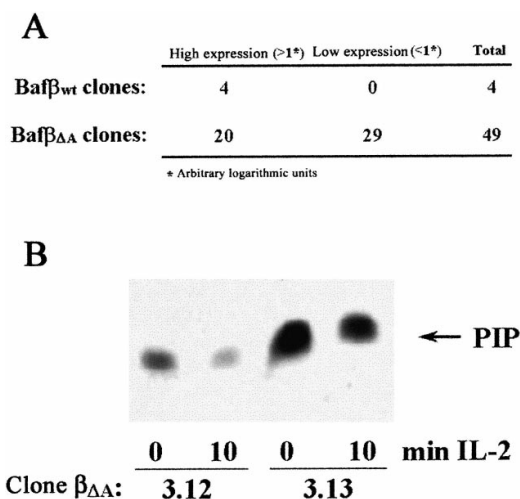 A
High expression (>1*) Low expression (<1*) Total
Bafβwt clones: 4 0 4
BafβΔA clones: 20 29 49
* Arbitrary logarithmic units
B
← PIP
0 10 0 10 min IL-2
Clone βΔA: 3.12 3.13